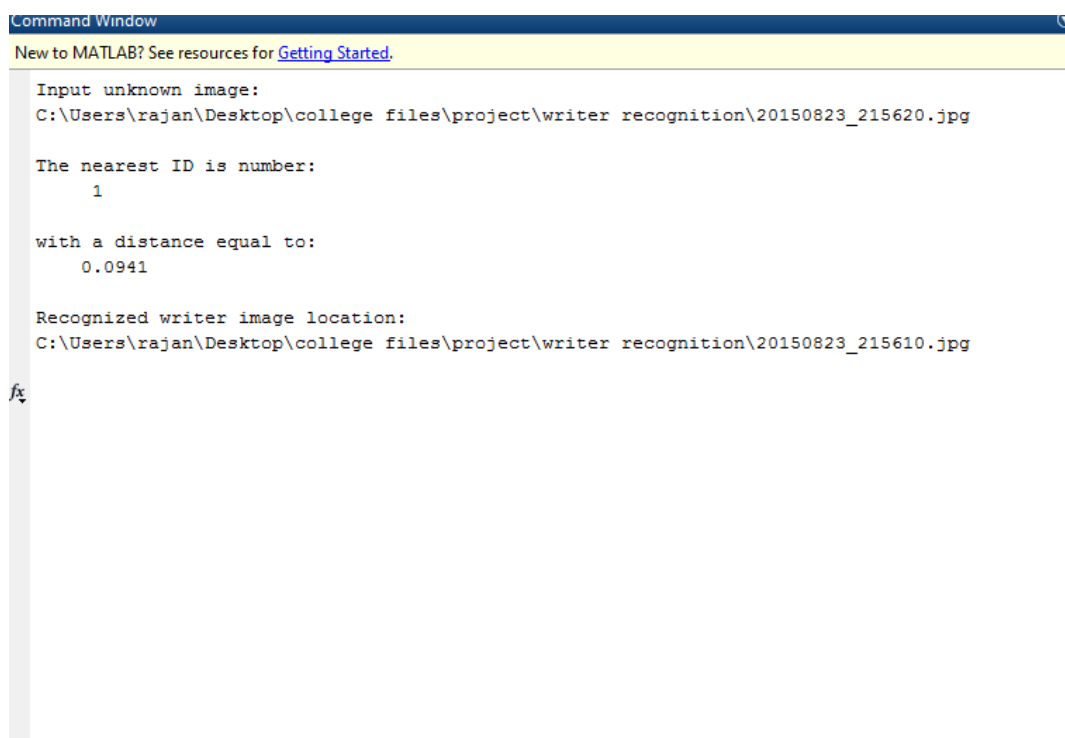 Command Window
New to MATLAB? See resources for Getting Started.
Input unknown image:
C:\Users\rajan\Desktop\college files\project\writer recognition\20150823_215620.jpg
The nearest ID is number:
1
with a distance equal to:
0.0941
Recognized writer image location:
C:\Users\rajan\Desktop\college files\project\writer recognition\20150823_215610.jpg
fx